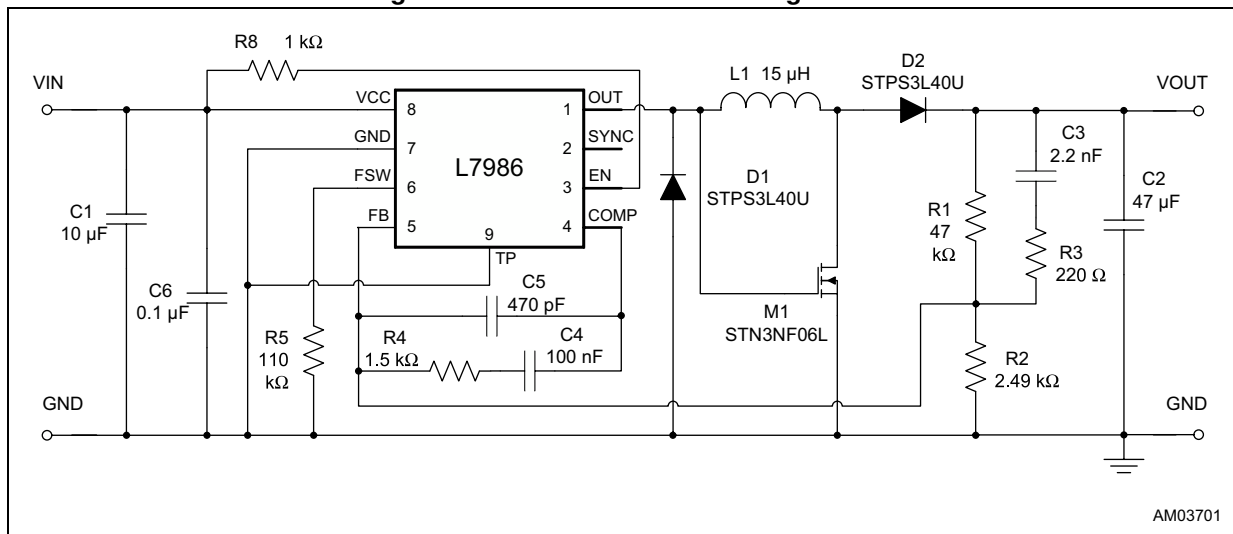 R8 1 kΩ
VIN
VCC
8
1
OUT
GND
7
2
SYNC
FSW
6
3
EN
FB
5
4
COMP
9
TP
L7986
L1 15 µH
D2
STPS3L40U
VOUT
C1
10 µF
C6
0.1 µF
R5
110
kΩ
C5
470 pF
R4
1.5 kΩ
C4
100 nF
D1
STPS3L40U
M1
STN3NF06L
C3
2.2 nF
R1
47
kΩ
R3
220 Ω
C2
47 µF
R2
2.49 kΩ
GND
GND
AM03701